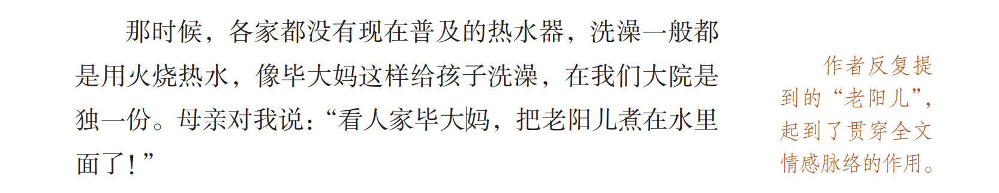 那时候，各家都没有现在普及的热水器，洗澡一般都
是用火烧热水，像毕大妈这样给孩子洗澡，在我们大院是
独一份。母亲对我说：“看人家毕大妈，把老阳儿煮在水里
面了！”
作者反复提
到的“老阳儿”，
起到了贯穿全文
情感脉络的作用。